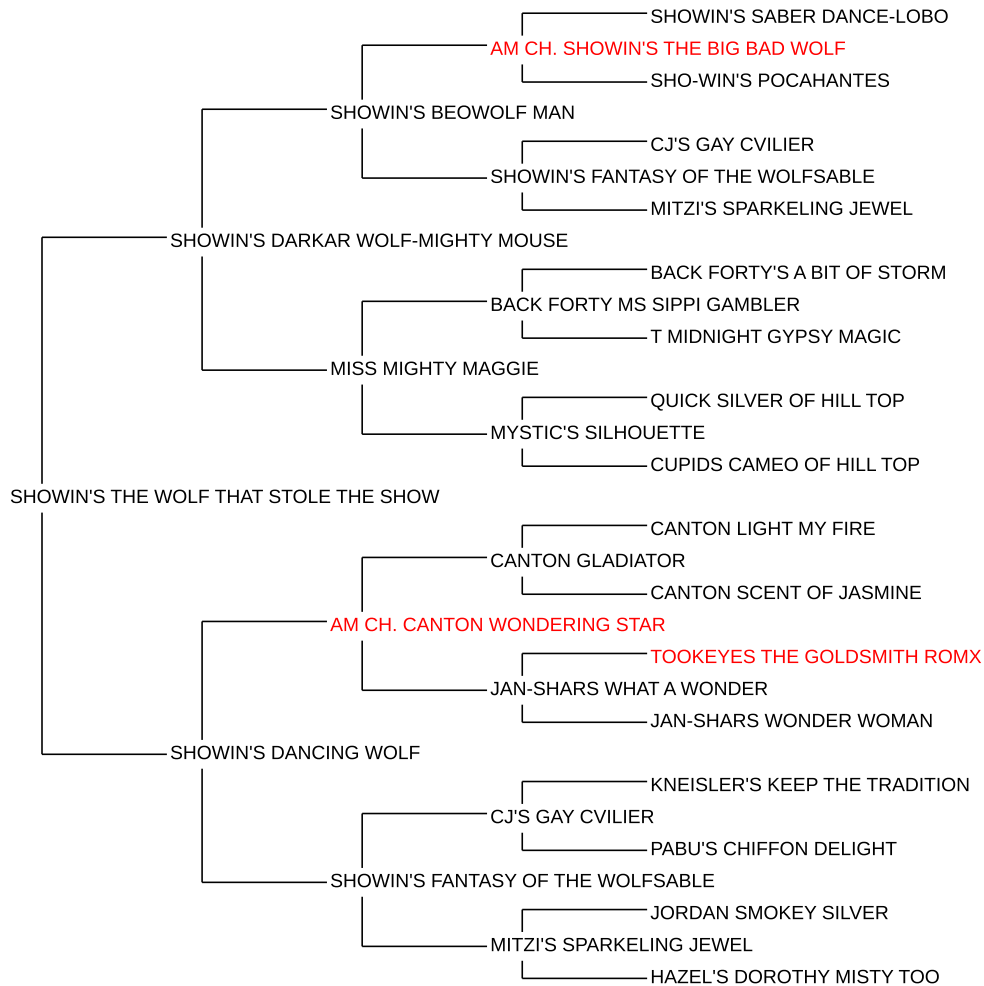 SHOWIN'S SABER DANCE-LOBO
AM CH. SHOWIN'S THE BIG BAD WOLF
SHO-WIN'S POCAHANTES
SHOWIN'S BEOWOLF MAN
CJ'S GAY CVILIER
SHOWIN'S FANTASY OF THE WOLFSABLE
MITZI'S SPARKELING JEWEL
SHOWIN'S DARKAR WOLF-MIGHTY MOUSE
BACK FORTY'S A BIT OF STORM
BACK FORTY MS SIPPI GAMBLER
T MIDNIGHT GYPSY MAGIC
MISS MIGHTY MAGGIE
QUICK SILVER OF HILL TOP
MYSTIC'S SILHOUETTE
CUPIDS CAMEO OF HILL TOP
SHOWIN'S THE WOLF THAT STOLE THE SHOW
CANTON LIGHT MY FIRE
CANTON GLADIATOR
CANTON SCENT OF JASMINE
AM CH. CANTON WONDERING STAR
TOOKEYES THE GOLDSMITH ROMX
JAN-SHARS WHAT A WONDER
JAN-SHARS WONDER WOMAN
SHOWIN'S DANCING WOLF
KNEISLER'S KEEP THE TRADITION
CJ'S GAY CVILIER
PABU'S CHIFFON DELIGHT
SHOWIN'S FANTASY OF THE WOLFSABLE
JORDAN SMOKEY SILVER
MITZI'S SPARKELING JEWEL
HAZEL'S DOROTHY MISTY TOO